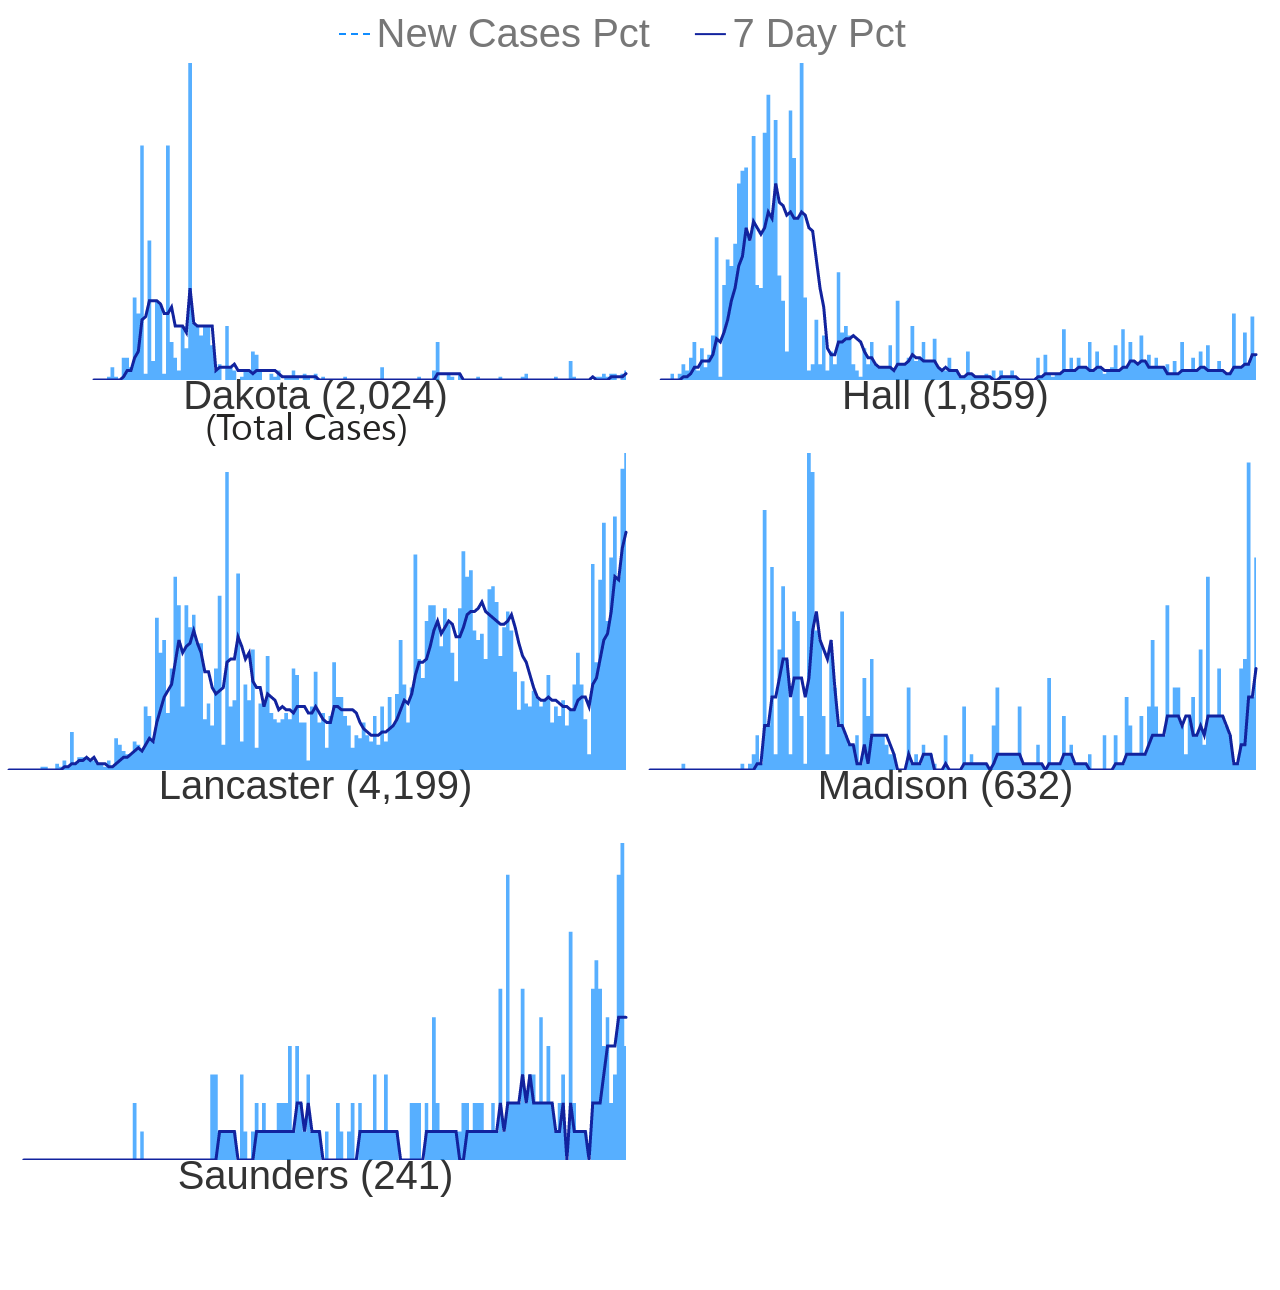 New Cases Pct 7 Day Pct
Dakota (2,024) Hall (1,859)
(Total Cases)
Lancaster (4,199) Madison (632)
Saunders (241)